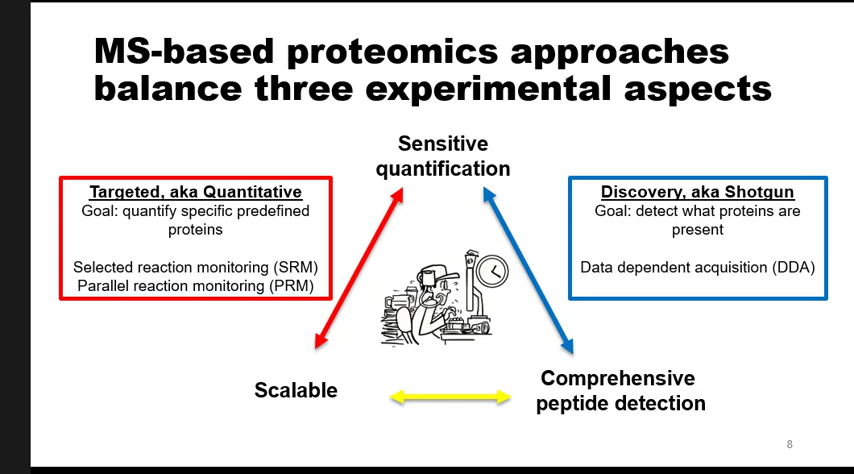 MS-based proteomics approaches
balance three experimental aspects
Sensitive
quantification
Targeted, aka Quantitative
Goal: quantify specific predefined
proteins
Selected reaction monitoring (SRM)
Parallel reaction monitoring (PRM)
Discovery, aka Shotgun
Goal: detect what proteins are
present
Data dependent acquisition (DDA)
Scalable
Comprehensive
peptide detection
8